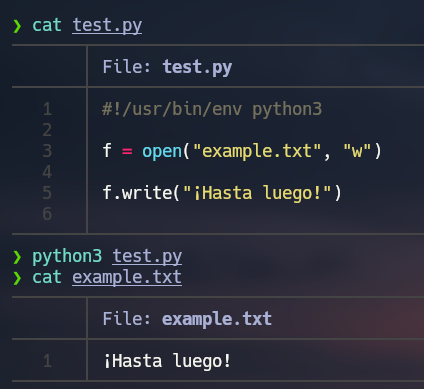 ❯ cat test.py
File: test.py
1 #!/usr/bin/env python3
2
3 f = open("example.txt", "w")
4
5 f.write("¡Hasta luego!")
6
❯ python3 test.py
❯ cat example.txt
File: example.txt
1 ¡Hasta luego!